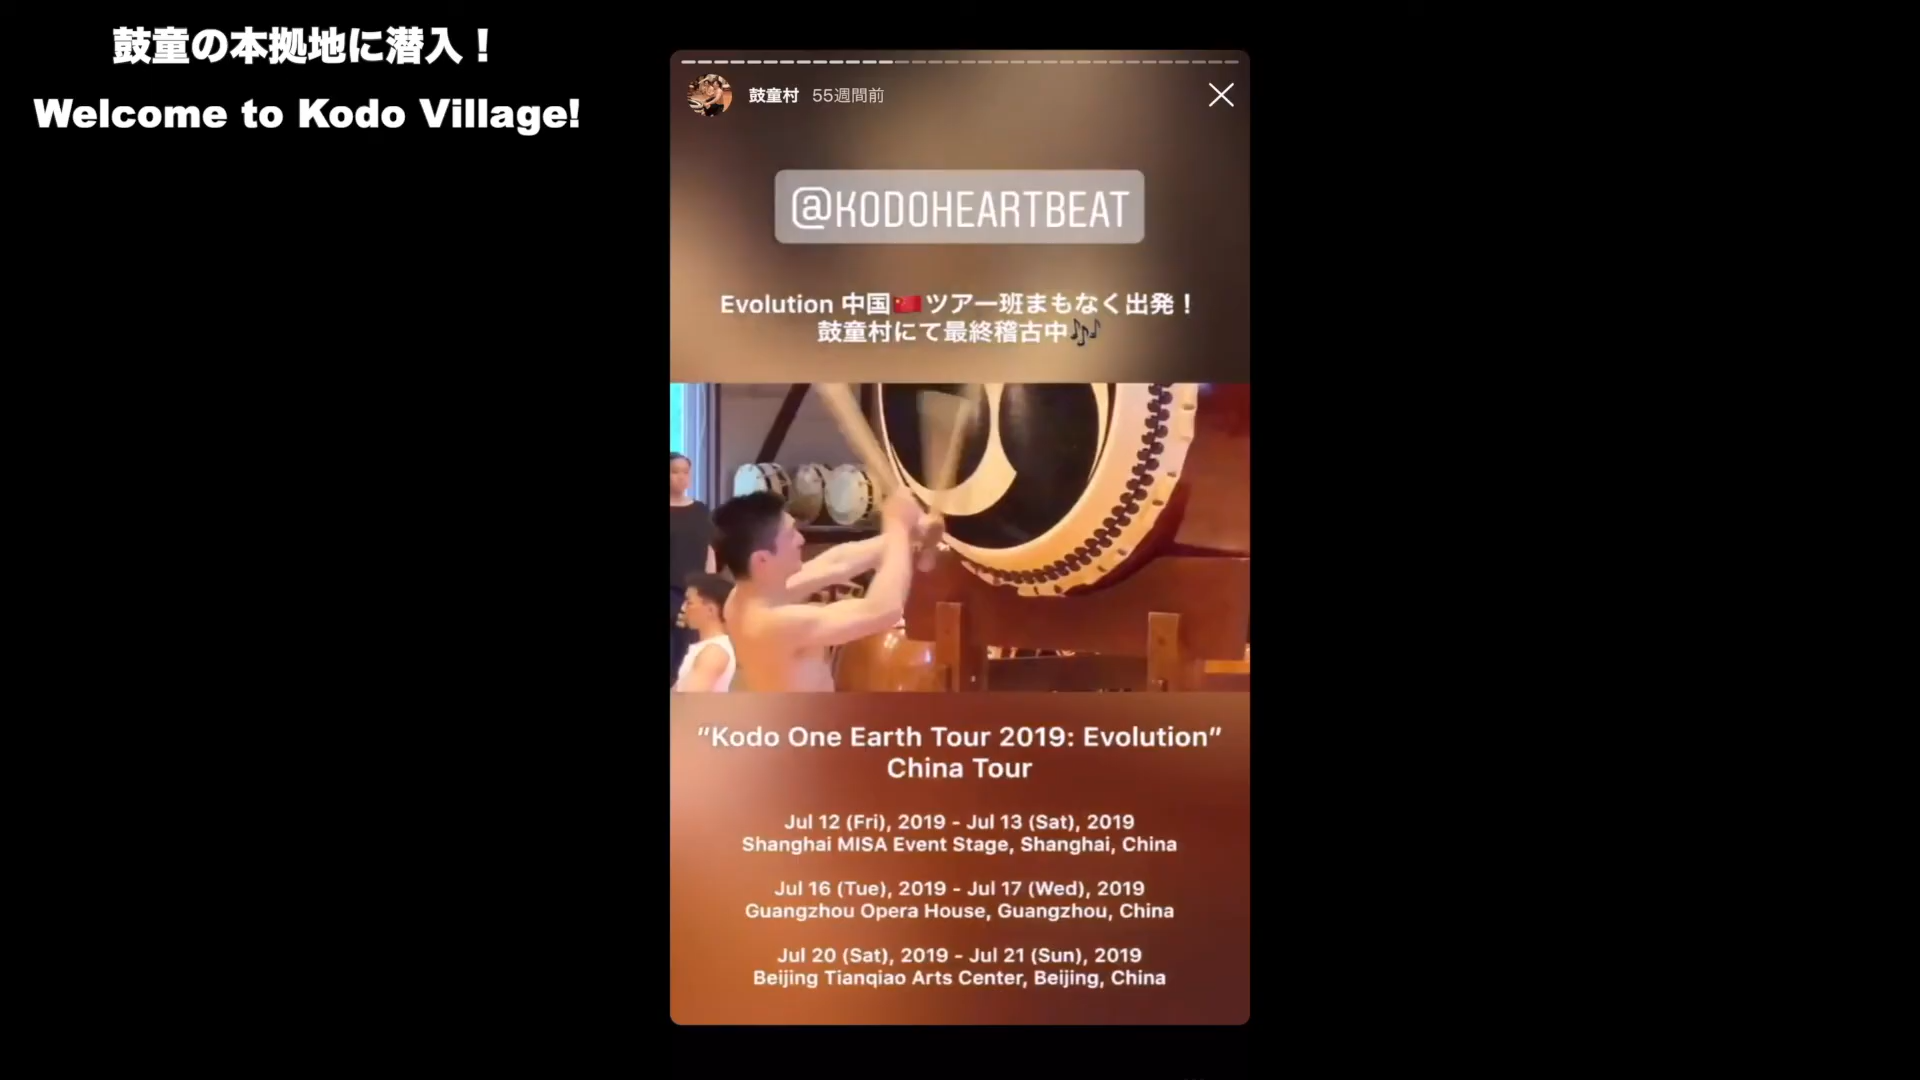 鼓童の本拠地に潜入！
Welcome to Kodo Village!
鼓童村 55週間前
@KODOHEARTBEAT
Evolution 中国🇨🇳ツアー班まもなく出発！
鼓童村にて最終稽古中🎶
“Kodo One Earth Tour 2019: Evolution”
China Tour
Jul 12 (Fri), 2019 - Jul 13 (Sat), 2019
Shanghai MISA Event Stage, Shanghai, China
Jul 16 (Tue), 2019 - Jul 17 (Wed), 2019
Guangzhou Opera House, Guangzhou, China
Jul 20 (Sat), 2019 - Jul 21 (Sun), 2019
Beijing Tianqiao Arts Center, Beijing, China